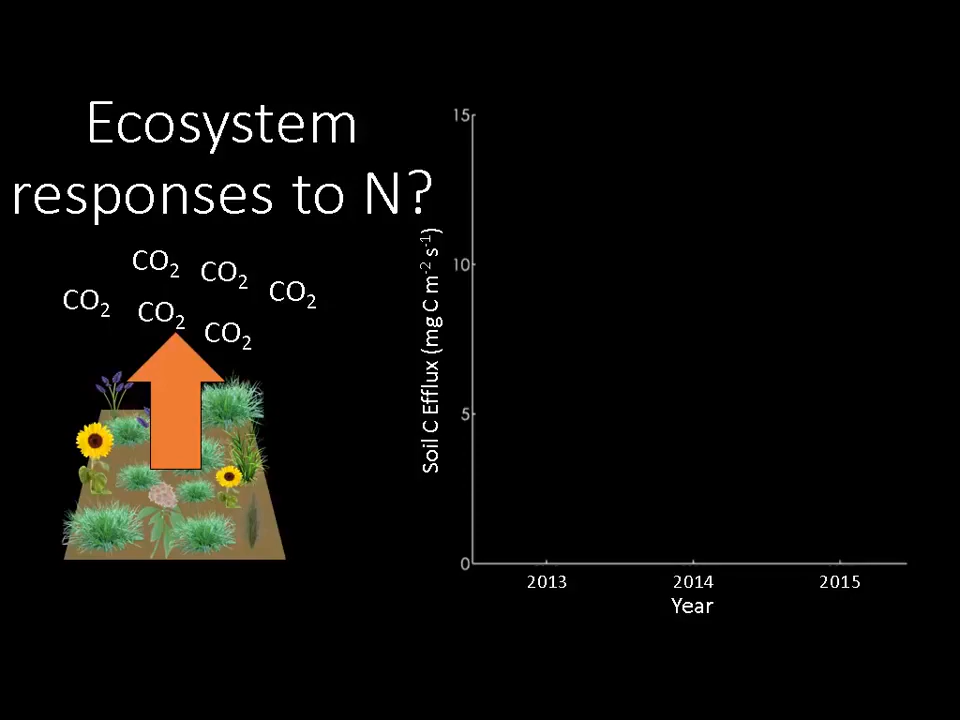 Ecosystem
responses to N?
CO₂
CO₂
CO₂
CO₂
CO₂
CO₂
Soil C Efflux (mg C m⁻² s⁻¹)
15
10
5
0
2013 2014 2015
Year